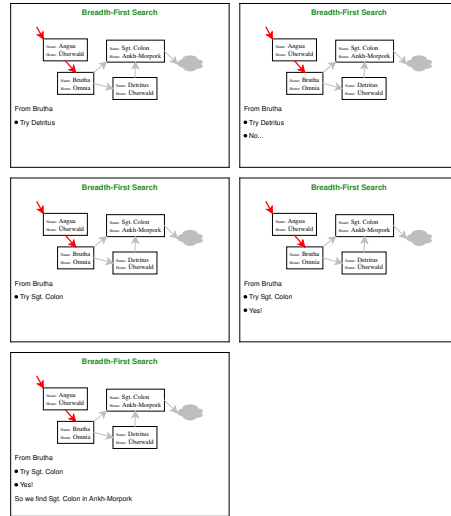 Breadth-First Search
Name: Angua
Home: Überwald
Name: Sgt. Colon
Home: Ankh-Morpork
Name: Brutha
Home: Omnia
Name: Detritus
Home: Überwald
From Brutha
• Try Detritus
Breadth-First Search
Name: Angua
Home: Überwald
Name: Sgt. Colon
Home: Ankh-Morpork
Name: Brutha
Home: Omnia
Name: Detritus
Home: Überwald
From Brutha
• Try Detritus
• No...
Breadth-First Search
Name: Angua
Home: Überwald
Name: Sgt. Colon
Home: Ankh-Morpork
Name: Brutha
Home: Omnia
Name: Detritus
Home: Überwald
From Brutha
• Try Sgt. Colon
Breadth-First Search
Name: Angua
Home: Überwald
Name: Sgt. Colon
Home: Ankh-Morpork
Name: Brutha
Home: Omnia
Name: Detritus
Home: Überwald
From Brutha
• Try Sgt. Colon
• Yes!
Breadth-First Search
Name: Angua
Home: Überwald
Name: Sgt. Colon
Home: Ankh-Morpork
Name: Brutha
Home: Omnia
Name: Detritus
Home: Überwald
From Brutha
• Try Sgt. Colon
• Yes!
So we find Sgt. Colon in Ankh-Morpork